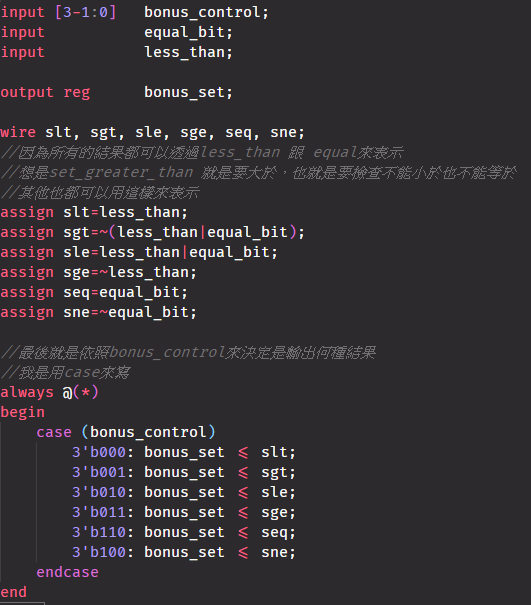 input [3-1:0]   bonus_control;
input           equal_bit;
input           less_than;

output reg      bonus_set;

wire slt, sgt, sle, sge, seq, sne;
//因為所有的結果都可以透過less_than 跟 equal來表示
//想是set_greater_than 就是要大於，也就是要檢查不能小於也不能等於
//其他也都可以用這樣來表示
assign slt=less_than;
assign sgt=~(less_than|equal_bit);
assign sle=less_than|equal_bit;
assign sge=~less_than;
assign seq=equal_bit;
assign sne=~equal_bit;

//最後就是依照bonus_control來決定是輸出何種結果
//我是用case來寫
always @(*)
begin
    case (bonus_control)
        3'b000: bonus_set <= slt;
        3'b001: bonus_set <= sgt;
        3'b010: bonus_set <= sle;
        3'b011: bonus_set <= sge;
        3'b110: bonus_set <= seq;
        3'b100: bonus_set <= sne;
    endcase
end